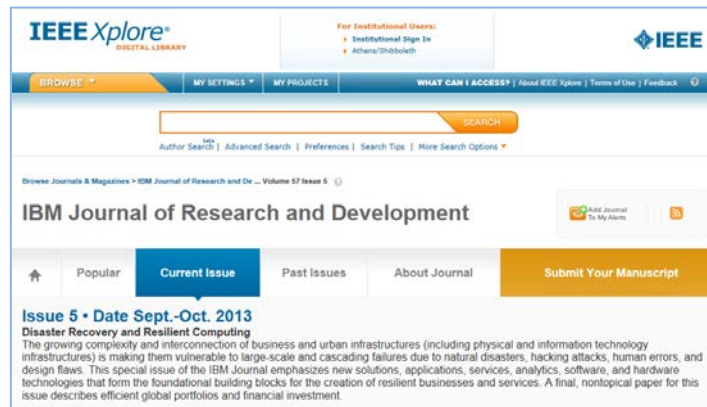 IEEE Xplore®
DIGITAL LIBRARY
For Institutional Users:
Institutional Sign In
Athens/Shibboleth
IEEE
BROWSE
MY SETTINGS
MY PROJECTS
WHAT CAN I ACCESS? | About IEEE Xplore | Terms of Use | Feedback ?
SEARCH
Author Search beta | Advanced Search | Preferences | Search Tips | More Search Options
Browse Journals & Magazines > IBM Journal of Research and De ... Volume 57 Issue 5 ?
IBM Journal of Research and Development
Add Journal
To My Alerts
Popular
Current Issue
Past Issues
About Journal
Submit Your Manuscript
Issue 5 • Date Sept.-Oct. 2013
Disaster Recovery and Resilient Computing
The growing complexity and interconnection of business and urban infrastructures (including physical and information technology
infrastructures) is making them vulnerable to large-scale and cascading failures due to natural disasters, hacking attacks, human errors, and
design flaws. This special issue of the IBM Journal emphasizes new solutions, applications, services, analytics, software, and hardware
technologies that form the foundational building blocks for the creation of resilient businesses and services. A final, nontopical paper for this
issue describes efficient global portfolios and financial investment.